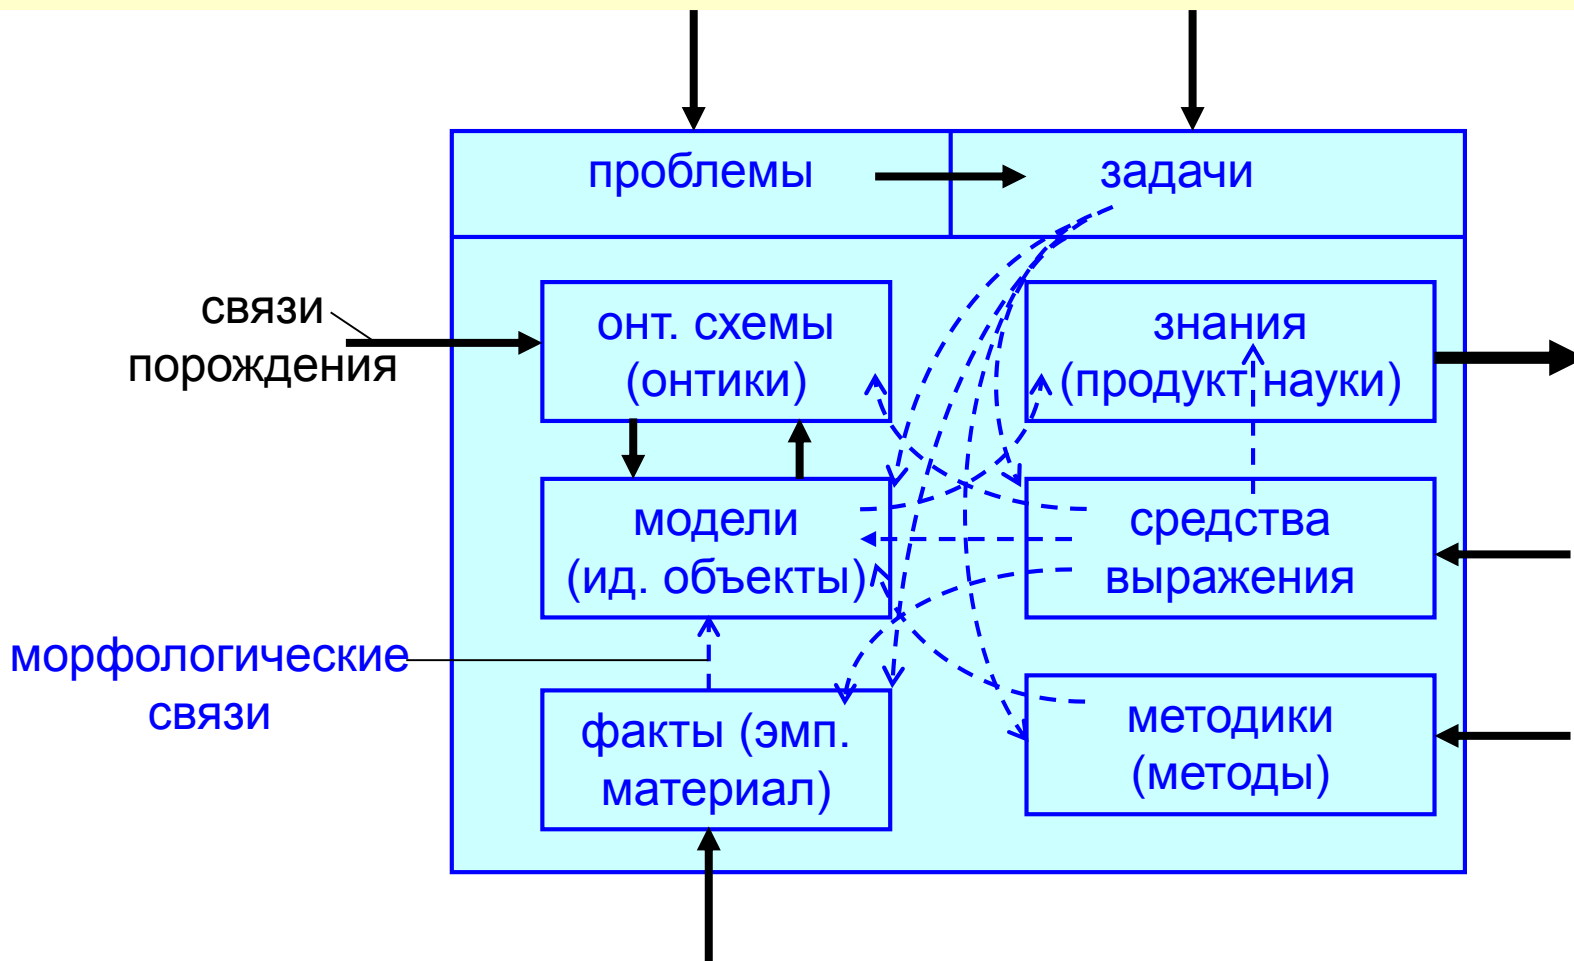 проблемы
задачи
связи
порождения
онт. схемы
(онтики)
знания
(продукт науки)
модели
(ид. объекты)
средства
выражения
морфологические
связи
факты (эмп.
материал)
методики
(методы)